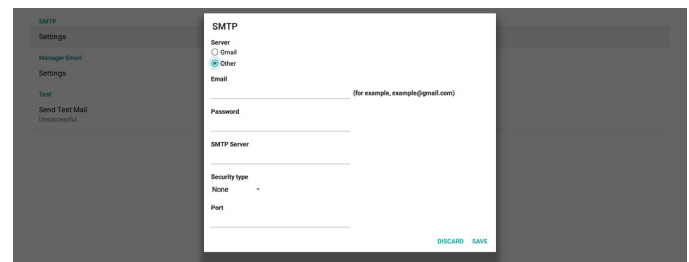 SMTP
Settings
Manager Email
Settings
Test
Send Test Mail
Unsuccessful
SMTP
Server
Gmail
Other
Email
(for example, example@gmail.com)
Password
SMTP Server
Security type
None
Port
DISCARD SAVE